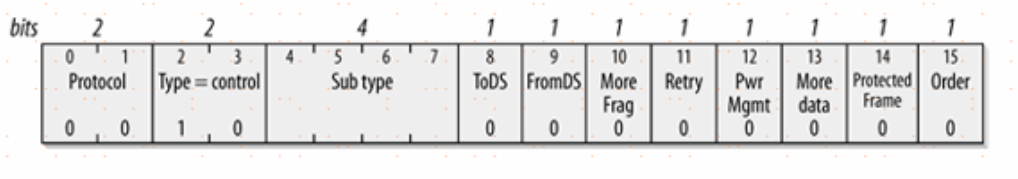 bits 2 2 4 1 1 1 1 1 1 1 1
0 1 2 3 4 5 6 7 8 9 10 11 12 13 14 15
Protocol Type = control Sub type ToDS FromDS More Frag Retry Pwr Mgmt More data Protected Frame Order
0 0 1 0 0 0 0 0 0 0 0 0